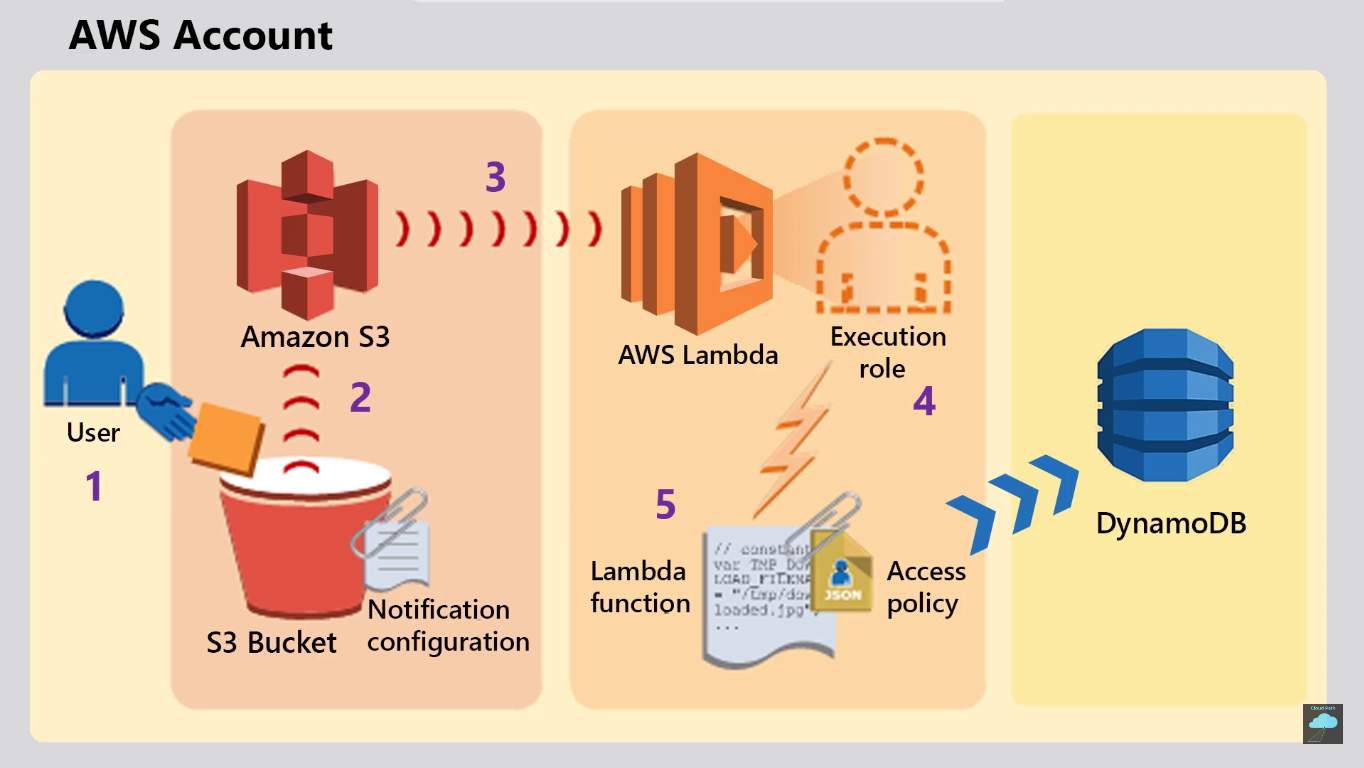 AWS Account
3
Amazon S3
AWS Lambda
Execution
role
2
4
User
1
5
DynamoDB
Lambda
function
// constant
var TMP_DOW
LOAD_FILENA
= "/tmp/dow
loaded.jpg"
...
JSON
Access
policy
Notification
configuration
S3 Bucket
Cloud Path